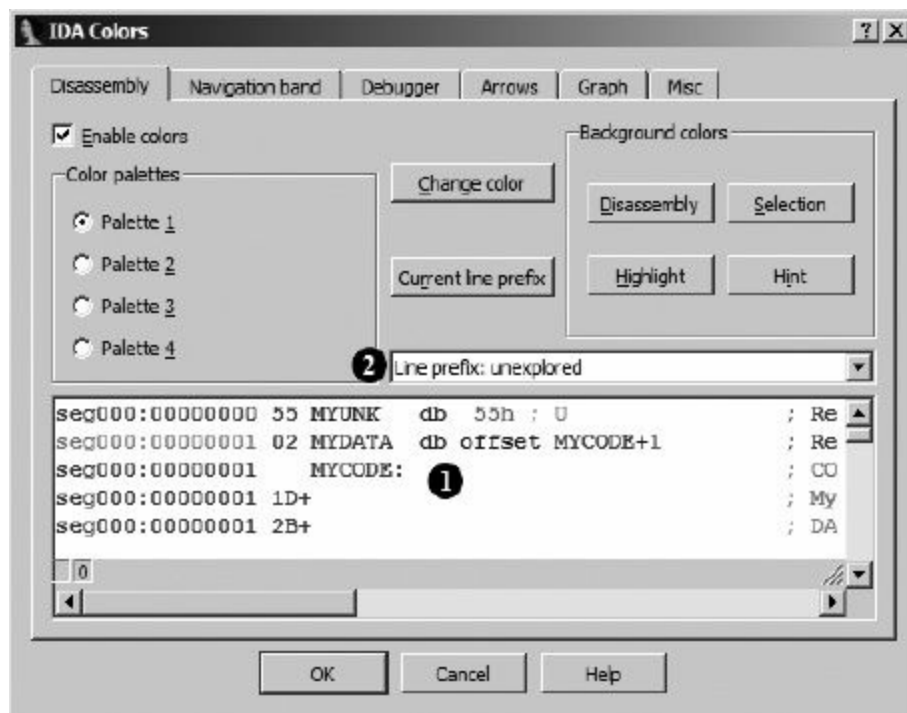 IDA Colors
Disassembly Navigation band Debugger Arrows Graph Misc
Enable colors
Color palettes
Palette 1
Palette 2
Palette 3
Palette 4
Change color
Current line prefix
Background colors
Disassembly Selection
Highlight Hint
2 Line prefix: unexplored
seg000:00000000 55 MYUNK db 55h ; U ; Re
seg000:00000001 02 MYDATA db offset MYCODE+1 ; Re
seg000:00000001 MYCODE: ; CO
1
seg000:00000001 1D+ ; My
seg000:00000001 2B+ ; DA
0
OK Cancel Help